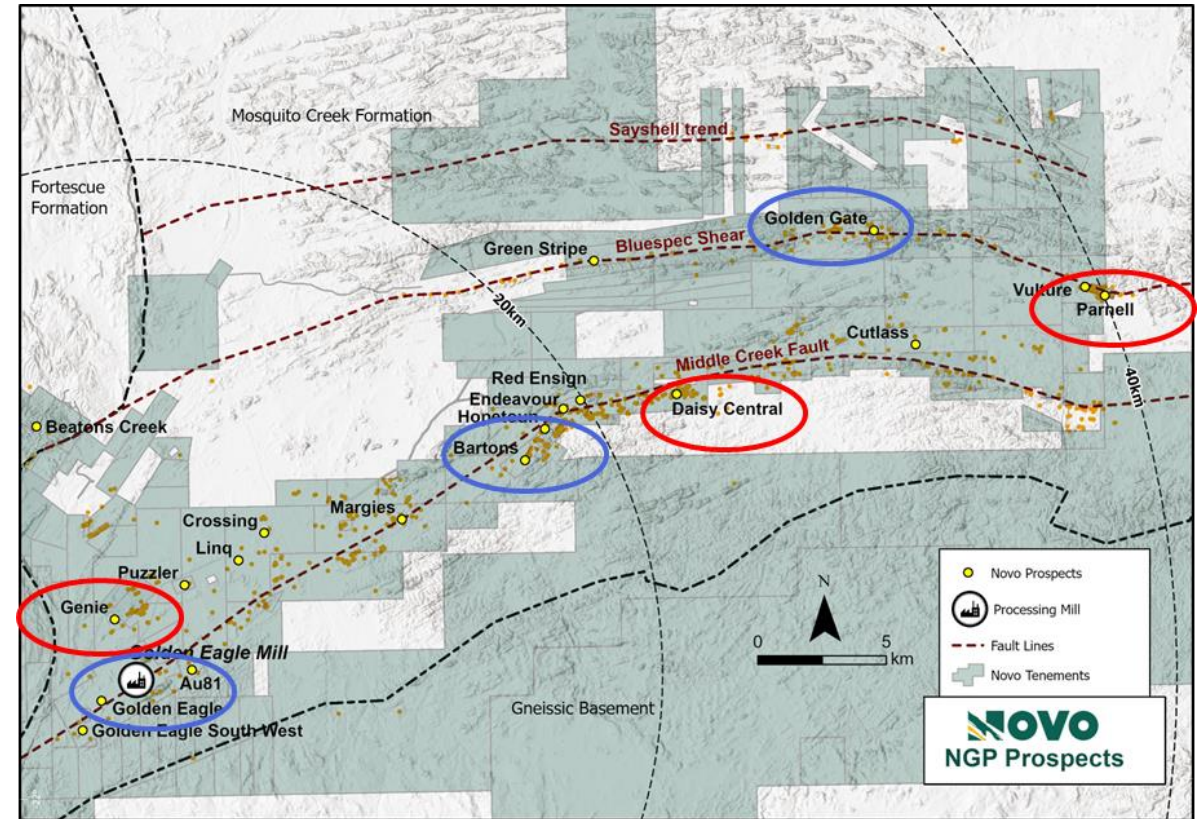 Mosquito Creek Formation
Sayshell trend
Fortescue
Formation
Golden Gate
Bluespec Shear
Green Stripe
20km
Vulture
Parnell
Cutlass
Middle Creek Fault
40km
Red Ensign
Endeavour
Hopetoun
Daisy Central
Beatons Creek
Bartons
Margies
Crossing
Linq
Puzzler
Genie
Golden Eagle Mill
Au81
Golden Eagle
Golden Eagle South West
Gneissic Basement
N
0 5
km
Novo Prospects
Processing Mill
Fault Lines
Novo Tenements
NOVO
NGP Prospects